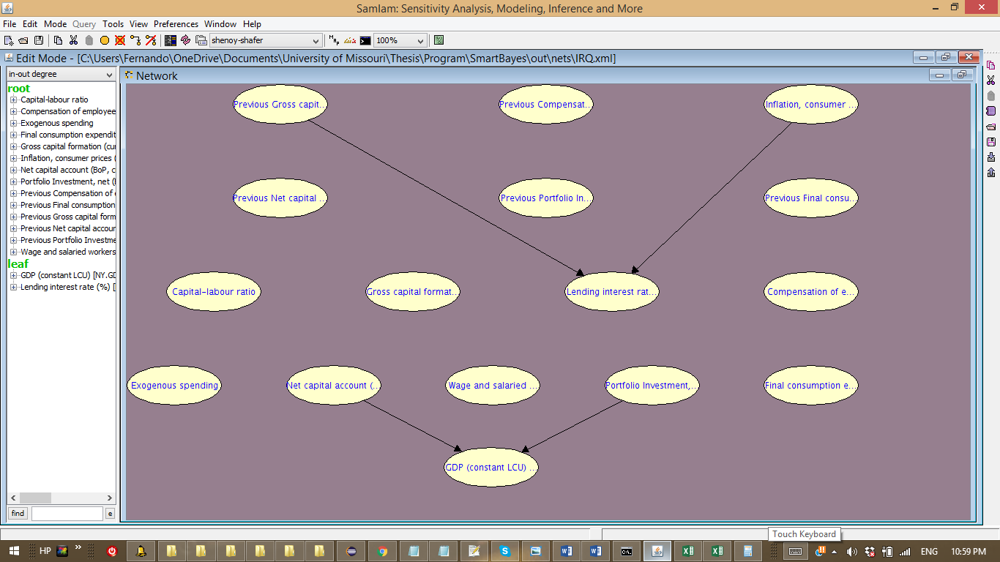 SamIam: Sensitivity Analysis, Modeling, Inference and More
File Edit Mode Query Tools View Preferences Window Help
shenoy-shafer
100%
Edit Mode - [C:\Users\Fernando\OneDrive\Documents\University of Missouri\Thesis\Program\SmartBayes\out\nets\IRQ.xml]
in-out degree
Network
root
Capital-labour ratio
Compensation of employee
Exogenous spending
Final consumption expendit
Gross capital formation (cur
Inflation, consumer prices (
Net capital account (BoP, c
Portfolio Investment, net (
Previous Compensation of
Previous Final consumption
Previous Gross capital form
Previous Net capital accour
Previous Portfolio Investme
Wage and salaried workers
leaf
GDP (constant LCU) [NY.GD
Lending interest rate (%) [
find
e
Previous Gross capit...
Previous Compensat...
Inflation, consumer ...
Previous Net capital ...
Previous Portfolio In...
Previous Final consu...
Capital-labour ratio
Gross capital format...
Lending interest rat...
Compensation of e...
Exogenous spending
Net capital account (...
Wage and salaried ...
Portfolio Investment,...
Final consumption e...
GDP (constant LCU) ...
Touch Keyboard
HP
ENG
10:59 PM